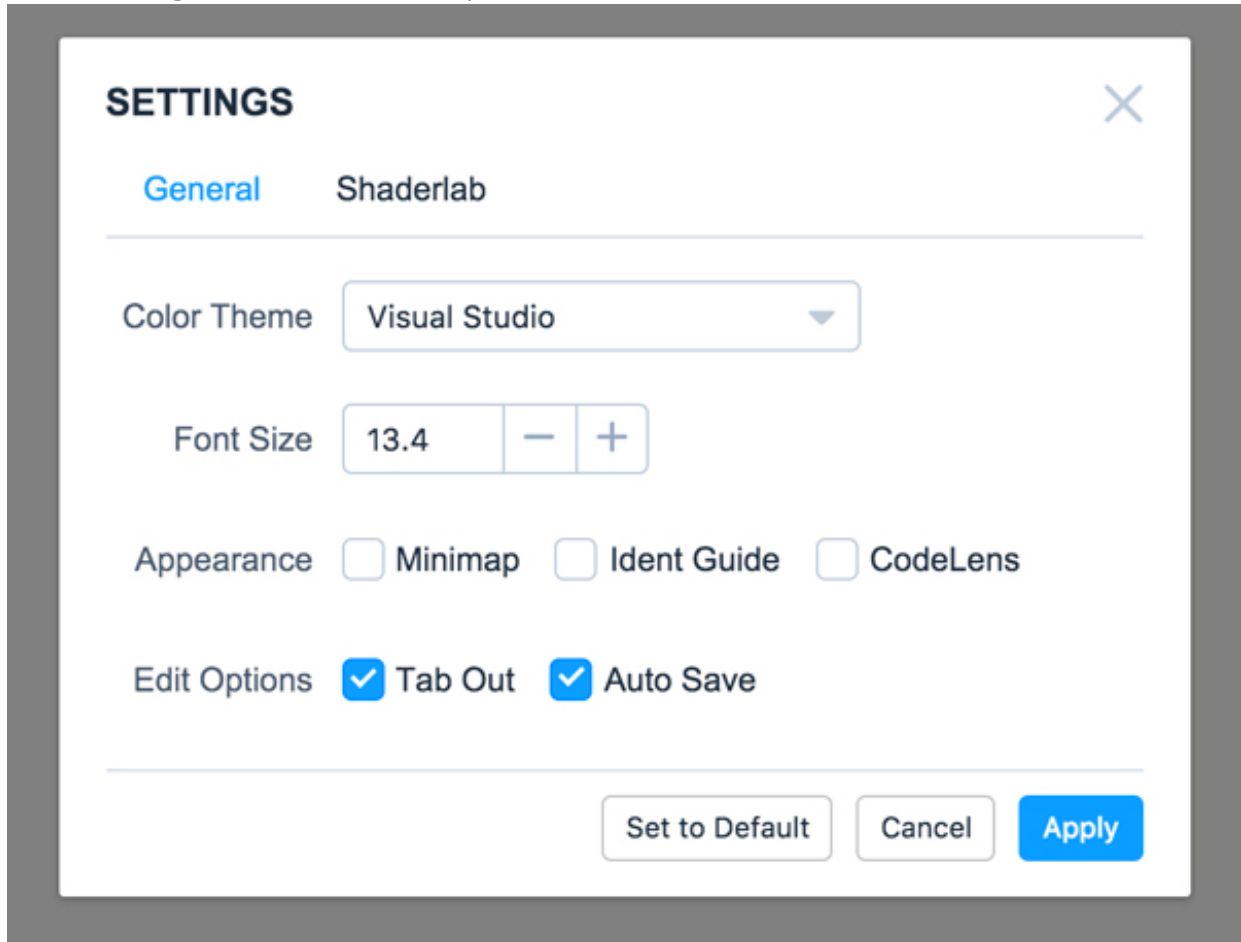 SETTINGS
General Shaderlab
Color Theme Visual Studio
Font Size 13.4
Appearance Minimap Ident Guide CodeLens
Edit Options Tab Out Auto Save
Set to Default Cancel Apply